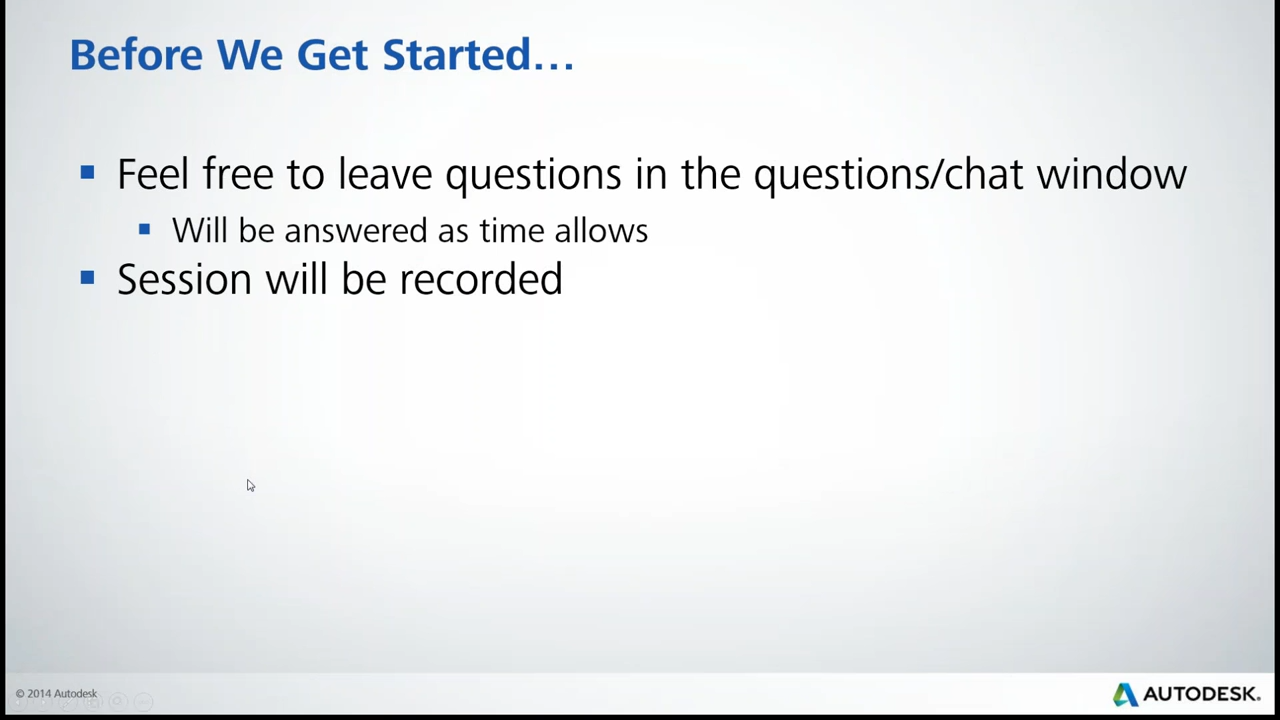 Before We Get Started…
Feel free to leave questions in the questions/chat window
Will be answered as time allows
Session will be recorded
© 2014 Autodesk
AUTODESK.